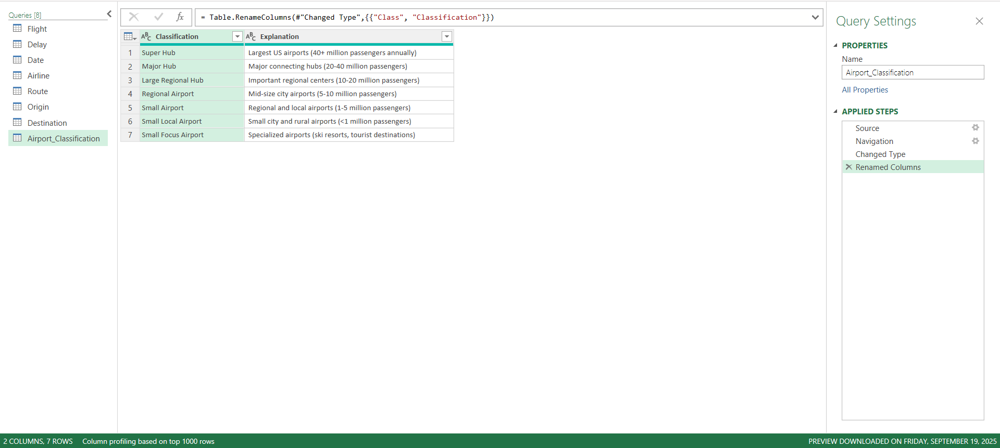 Queries [8]
Flight
Delay
Date
Airline
Route
Origin
Destination
Airport_Classification
fx
= Table.RenameColumns(#"Changed Type",{{"Class", "Classification"}})
ABC Classification ABC Explanation
1 Super Hub Largest US airports (40+ million passengers annually)
2 Major Hub Major connecting hubs (20-40 million passengers)
3 Large Regional Hub Important regional centers (10-20 million passengers)
4 Regional Airport Mid-size city airports (5-10 million passengers)
5 Small Airport Regional and local airports (1-5 million passengers)
6 Small Local Airport Small city and rural airports (<1 million passengers)
7 Small Focus Airport Specialized airports (ski resorts, tourist destinations)
Query Settings
PROPERTIES
Name
Airport_Classification
All Properties
APPLIED STEPS
Source
Navigation
Changed Type
Renamed Columns
2 COLUMNS, 7 ROWS Column profiling based on top 1000 rows PREVIEW DOWNLOADED ON FRIDAY, SEPTEMBER 19, 2025